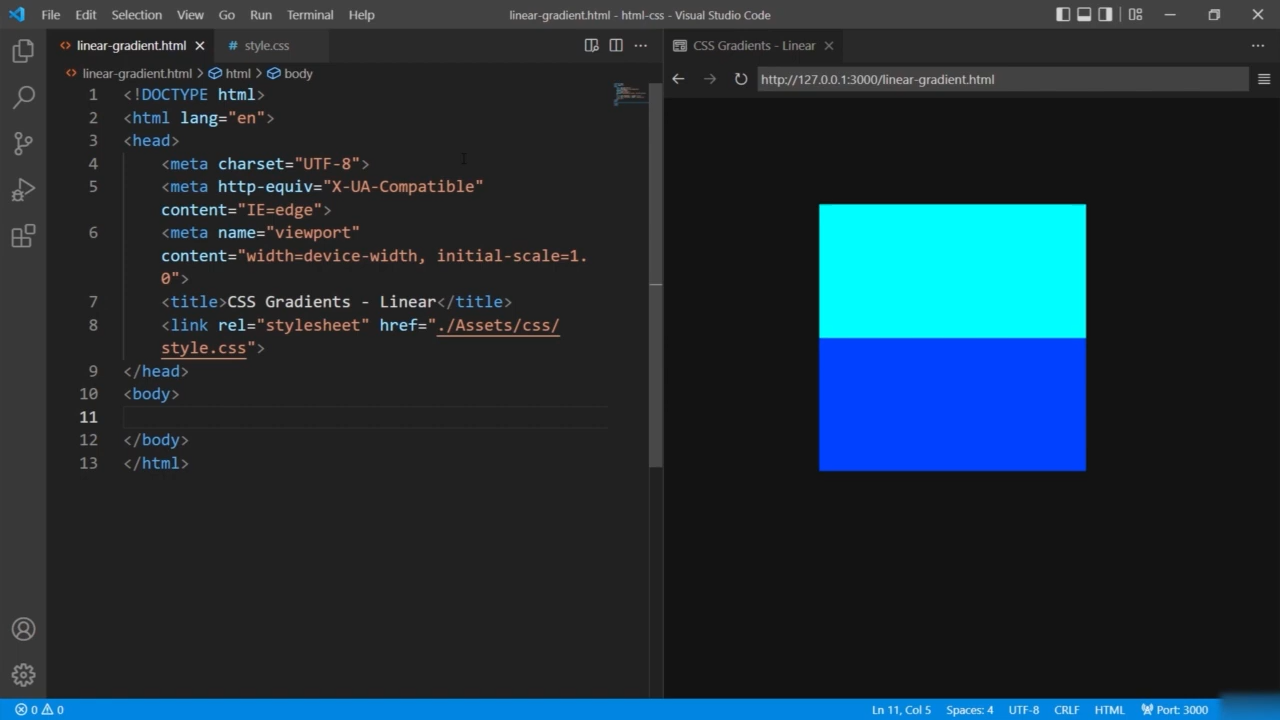 File Edit Selection View Go Run Terminal Help
linear-gradient.html - html-css - Visual Studio Code
linear-gradient.html
# style.css
linear-gradient.html > html > body
1 <!DOCTYPE html>
2 <html lang="en">
3 <head>
4 <meta charset="UTF-8">
5 <meta http-equiv="X-UA-Compatible"
content="IE=edge">
6 <meta name="viewport"
content="width=device-width, initial-scale=1.
0">
7 <title>CSS Gradients - Linear</title>
8 <link rel="stylesheet" href="./Assets/css/
style.css">
9 </head>
10 <body>
11
12 </body>
13 </html>
CSS Gradients - Linear
http://127.0.0.1:3000/linear-gradient.html
0 0
Ln 11, Col 5 Spaces: 4 UTF-8 CRLF HTML Port: 3000